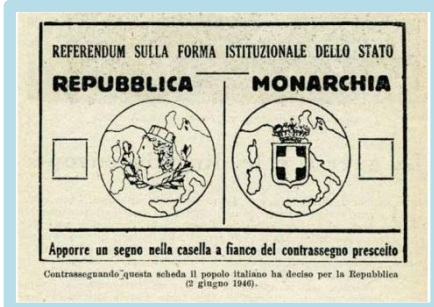 REFERENDUM SULLA FORMA ISTITUZIONALE DELLO STATO
REPUBBLICA
MONARCHIA
Apporre un segno nella casella a fianco del contrassegno prescelto
Contrassegnando questa scheda il popolo italiano ha deciso per la Repubblica
(2 giugno 1946).